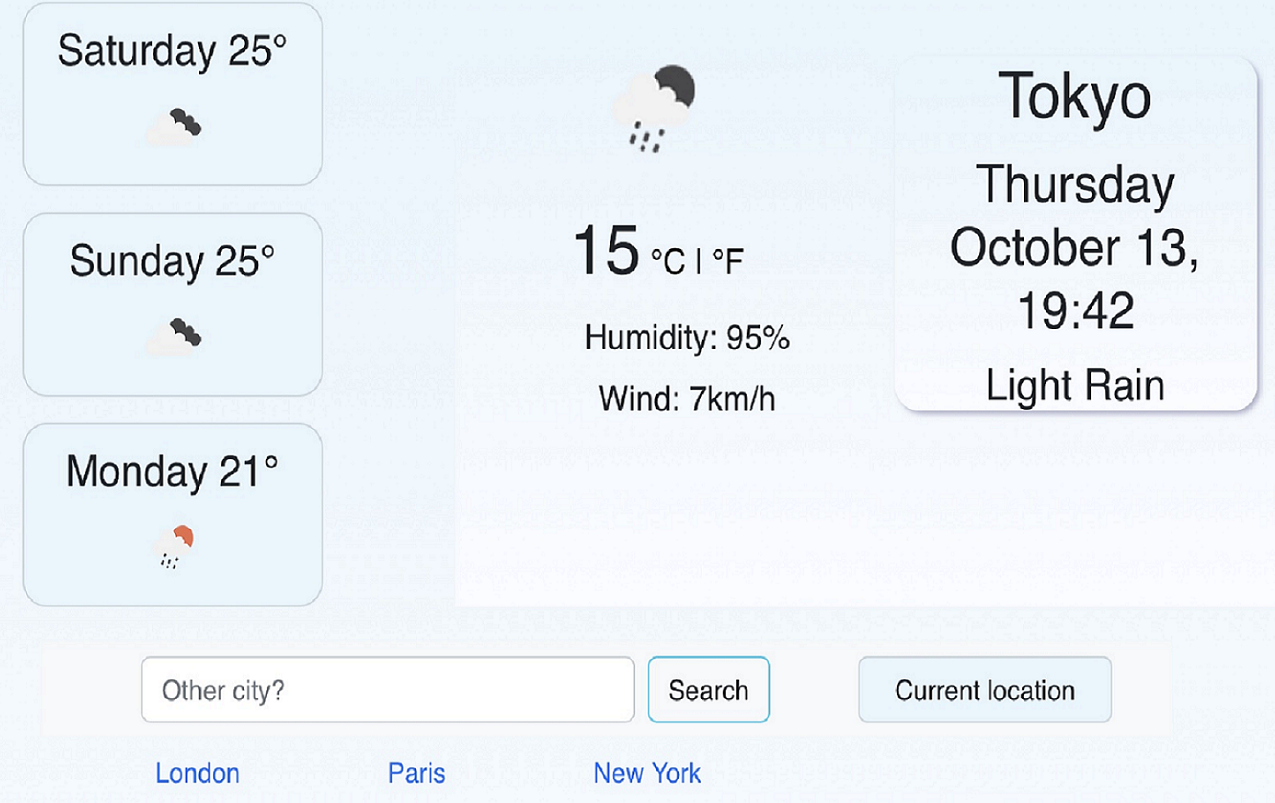 Saturday 25°
Sunday 25°
Monday 21°
15 °C | °F
Humidity: 95%
Wind: 7km/h
Tokyo
Thursday
October 13,
19:42
Light Rain
Other city?
Search
Current location
London
Paris
New York